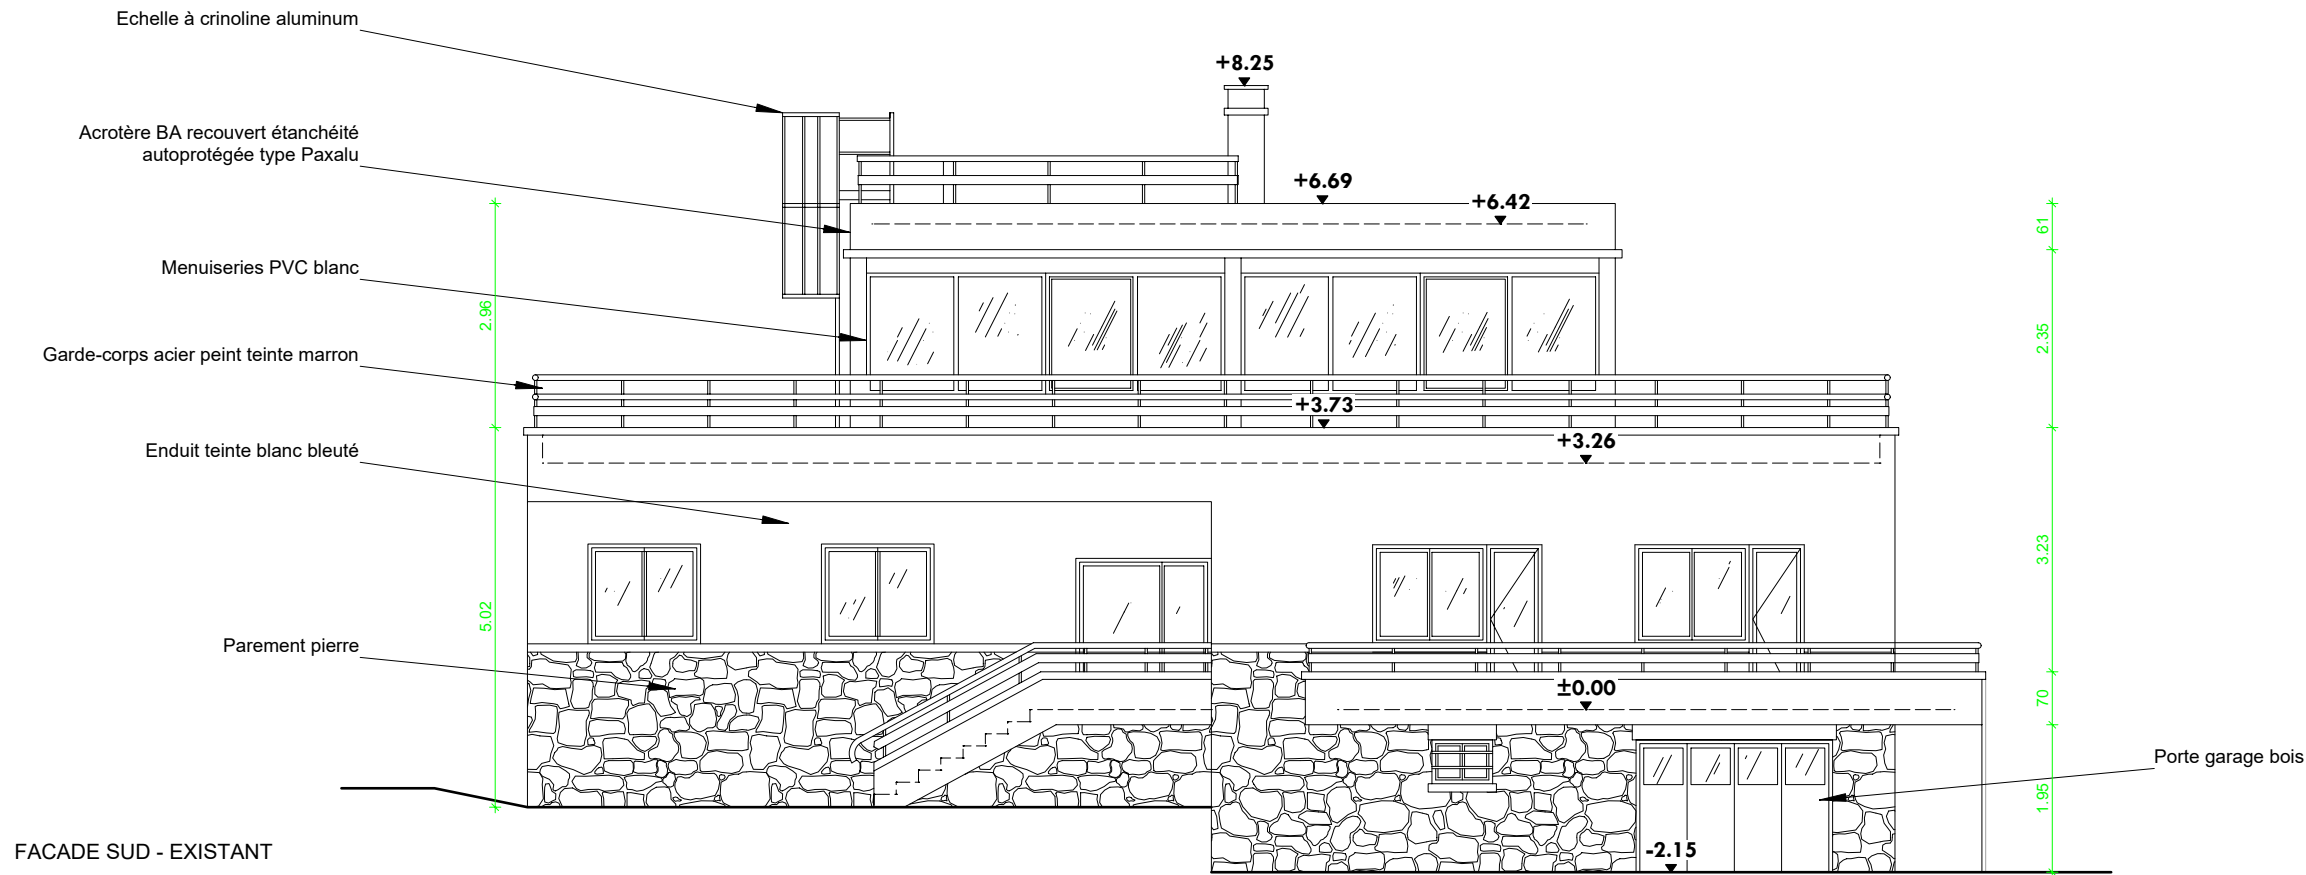 Echelle à crinoline aluminum
+8.25
Acrotère BA recouvert étanchéité
autoprotégée type Paxalu
+6.69
+6.42
61
Menuiseries PVC blanc
2.96
2.35
Garde-corps acier peint teinte marron
+3.73
+3.26
Enduit teinte blanc bleuté
3.23
5.02
Parement pierre
±0.00
70
Porte garage bois
1.95
-2.15
FACADE SUD - EXISTANT